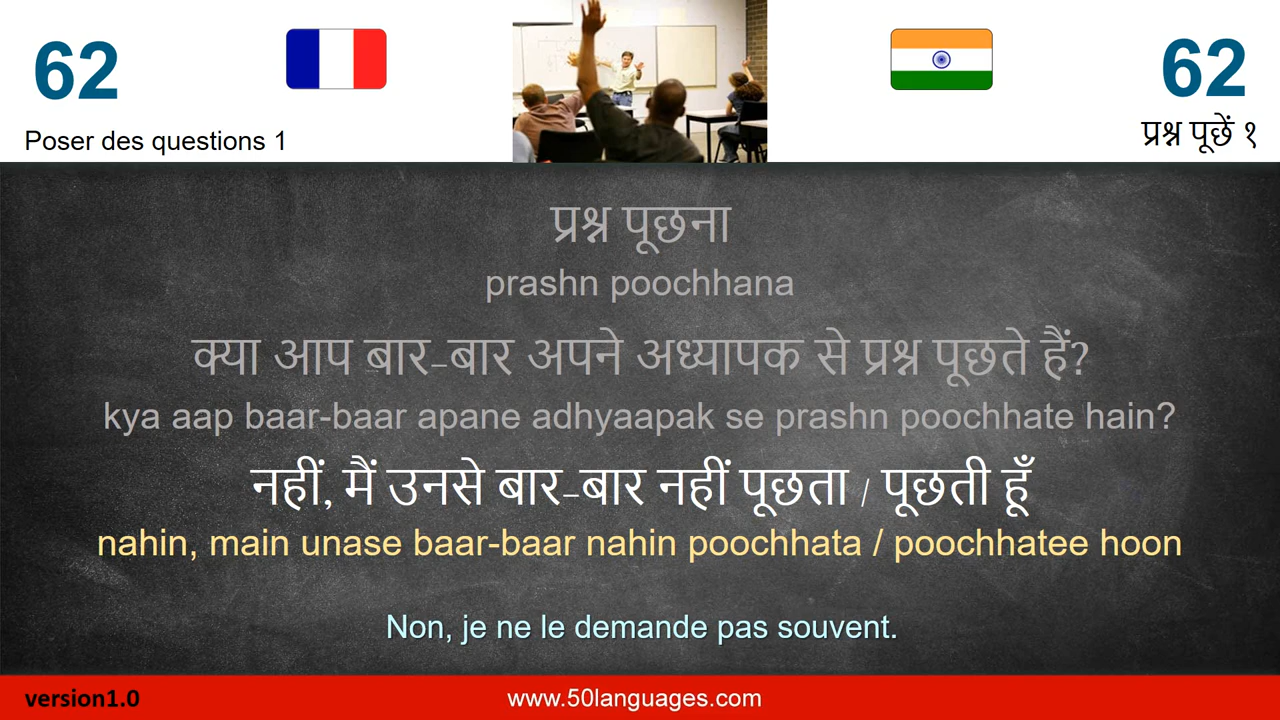 62
62
Poser des questions 1
प्रश्न पूछें १
प्रश्न पूछना
prashn poochhana
क्या आप बार-बार अपने अध्यापक से प्रश्न पूछते हैं?
kya aap baar-baar apane adhyaapak se prashn poochhate hain?
नहीं, मैं उनसे बार-बार नहीं पूछता / पूछती हूँ
nahin, main unase baar-baar nahin poochhata / poochhatee hoon
Non, je ne le demande pas souvent.
version1.0
www.50languages.com